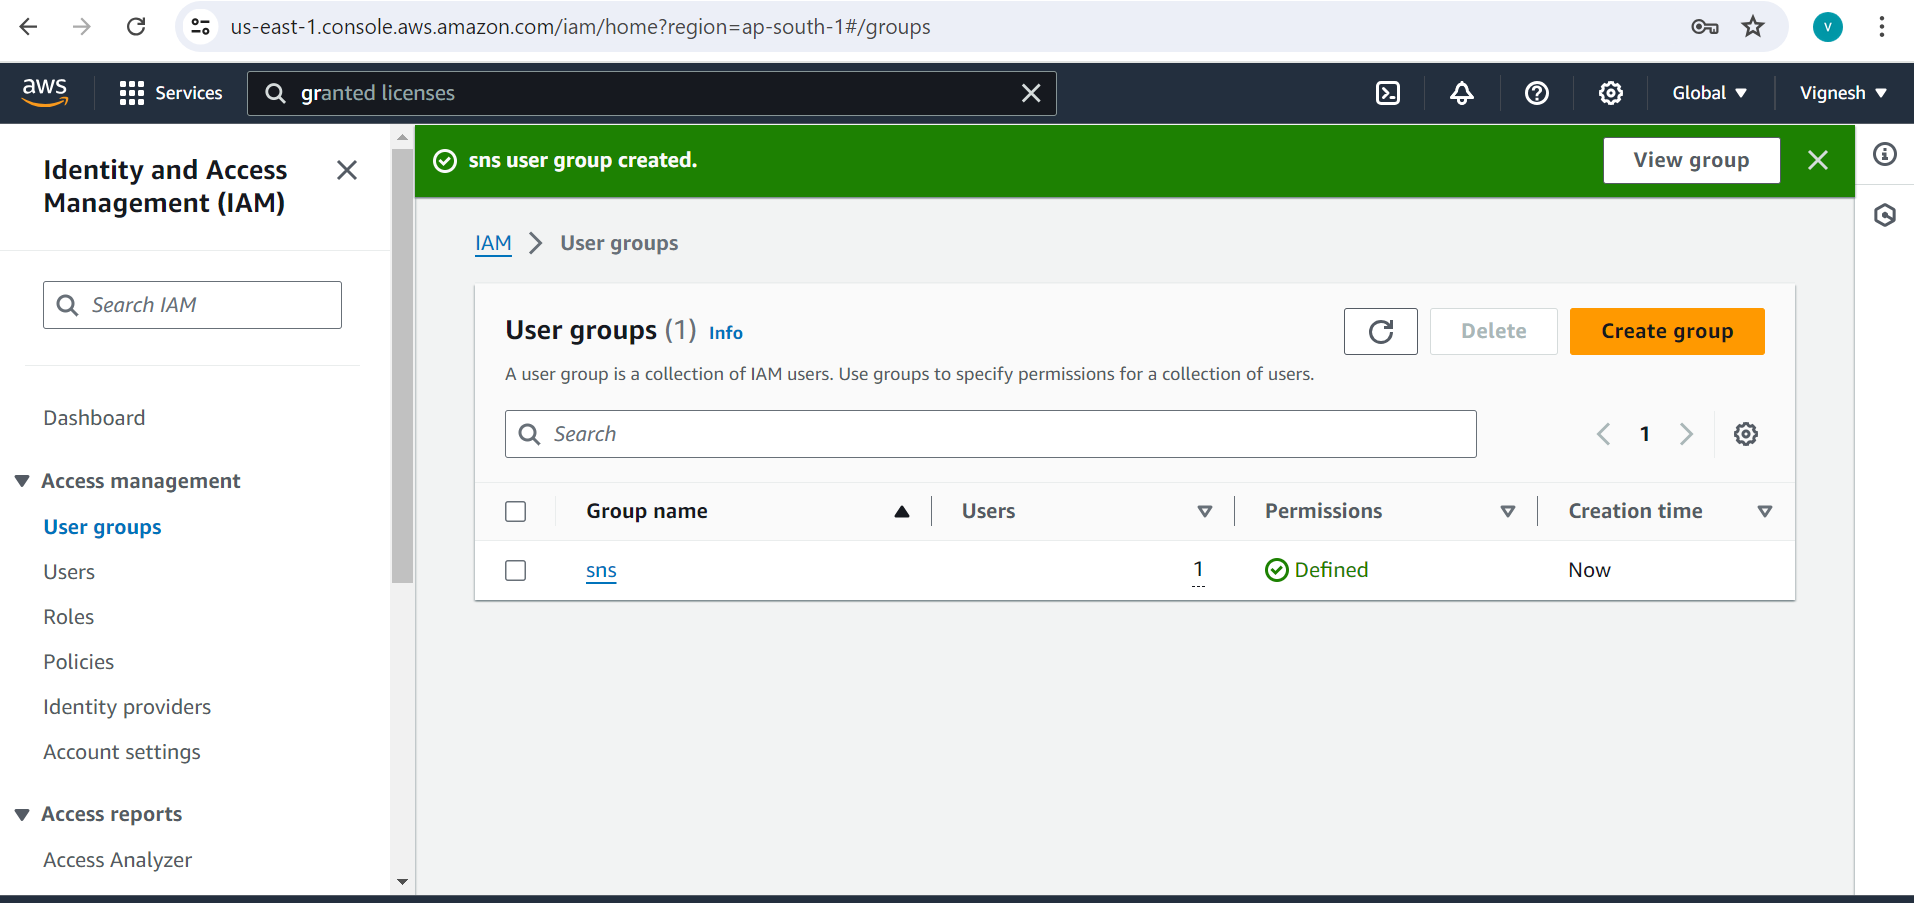 us-east-1.console.aws.amazon.com/iam/home?region=ap-south-1#/groups
V
aws
Services
granted licenses
Global
Vignesh
Identity and Access
Management (IAM)
Search IAM
Dashboard
Access management
User groups
Users
Roles
Policies
Identity providers
Account settings
Access reports
Access Analyzer
sns user group created.
View group
IAM
User groups
User groups (1) Info
Delete
Create group
A user group is a collection of IAM users. Use groups to specify permissions for a collection of users.
Search
1
Group name Users Permissions Creation time
sns 1 Defined Now